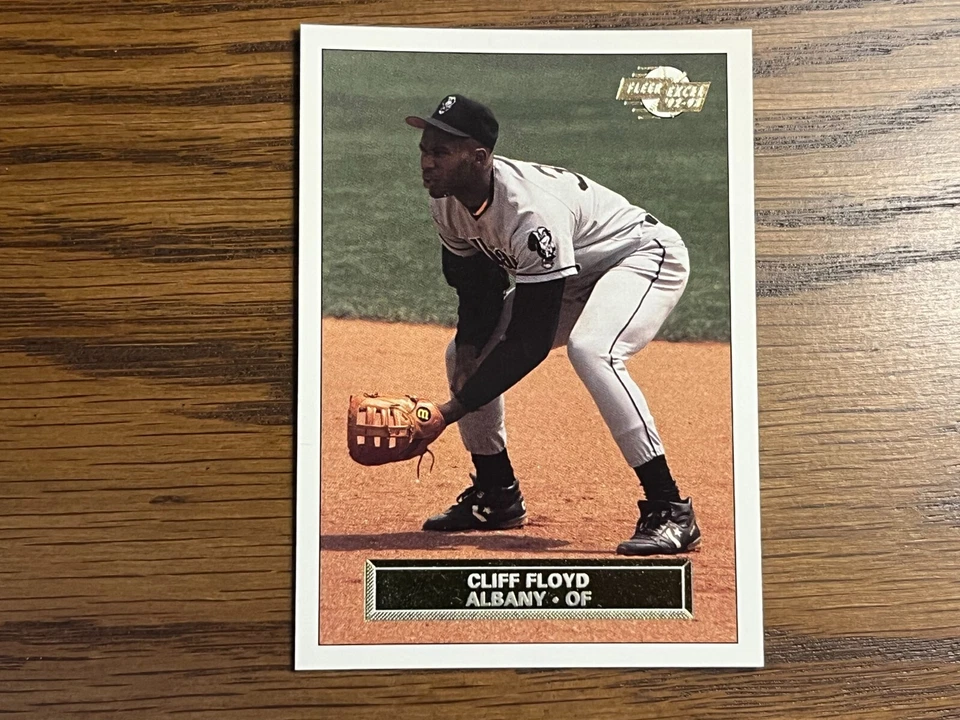 FLEER EXCEL
92-93
CLIFF FLOYD
ALBANY • OF